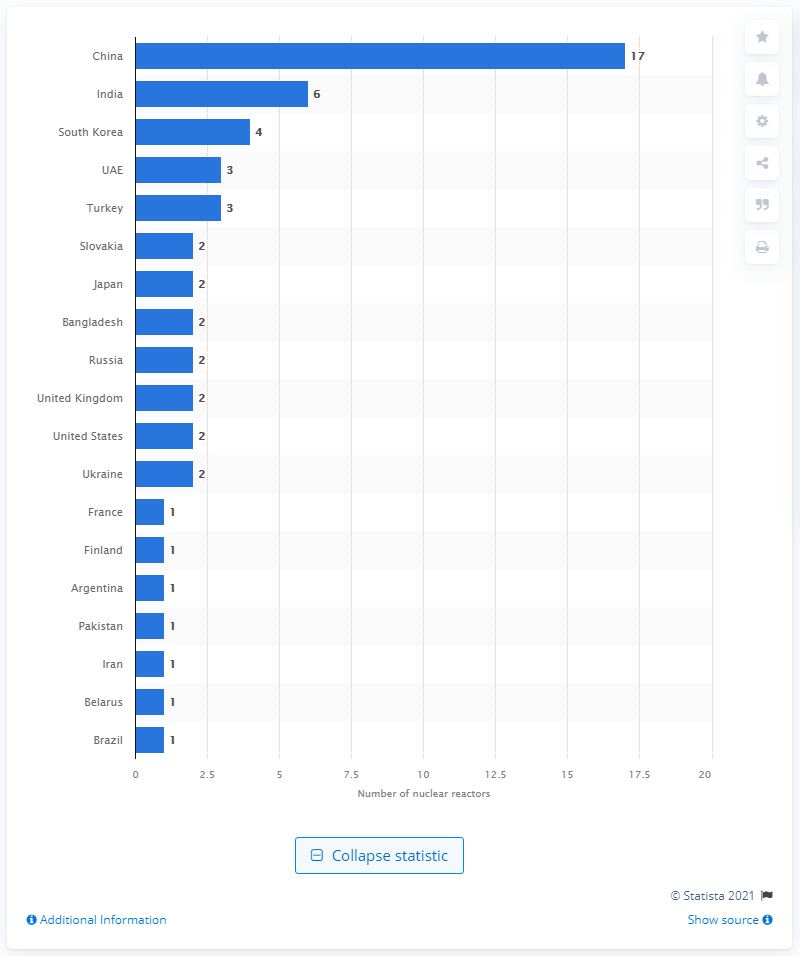 China 17
India 6
South Korea 4
UAE 3
Turkey 3
Slovakia 2
Japan 2
Bangladesh 2
Russia 2
United Kingdom 2
United States 2
Ukraine 2
France 1
Finland 1
Argentina 1
Pakistan 1
Iran 1
Belarus 1
Brazil 1
0 2.5 5 7.5 10 12.5 15 17.5 20
Number of nuclear reactors
Collapse statistic
© Statista 2021
Additional Information Show source